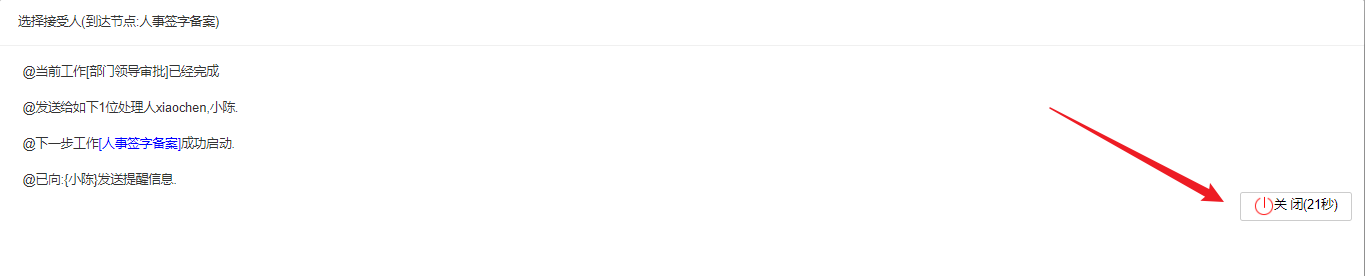 选择接受人(到达节点:人事签字备案)
@当前工作[部门领导审批]已经完成
@发送给如下1位处理人xiaochen,小陈.
@下一步工作[人事签字备案]成功启动.
@已向:{小陈}发送提醒信息.
关 闭(21秒)